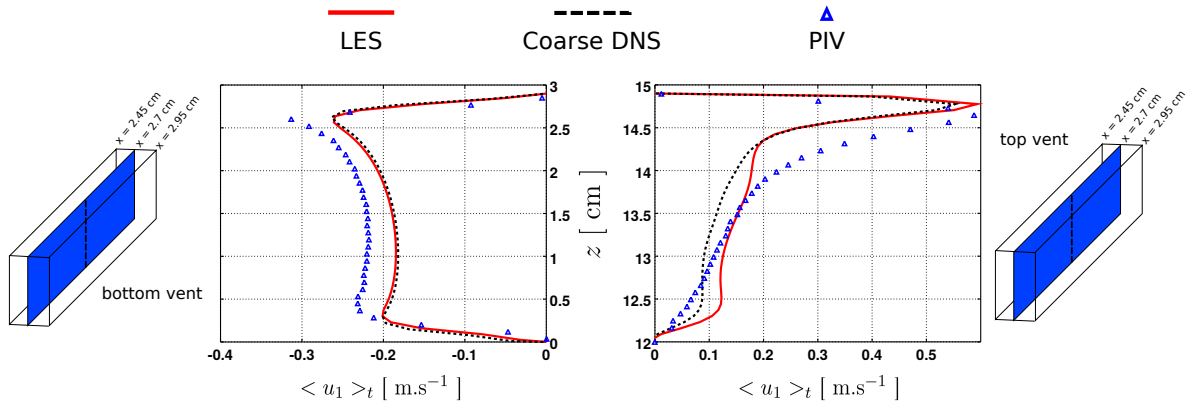 LES
Coarse DNS
PIV
x = 2.45 cm
x = 2.7 cm
x = 2.95 cm
bottom vent
3
2.5
2
1.5
1
0.5
0
-0.4
-0.3
-0.2
-0.1
0
< u1 >t [ m.s−1 ]
z [ cm ]
15
14.5
14
13.5
13
12.5
12
0
0.1
0.2
0.3
0.4
0.5
< u1 >t [ m.s−1 ]
top vent
x = 2.45 cm
x = 2.7 cm
x = 2.95 cm